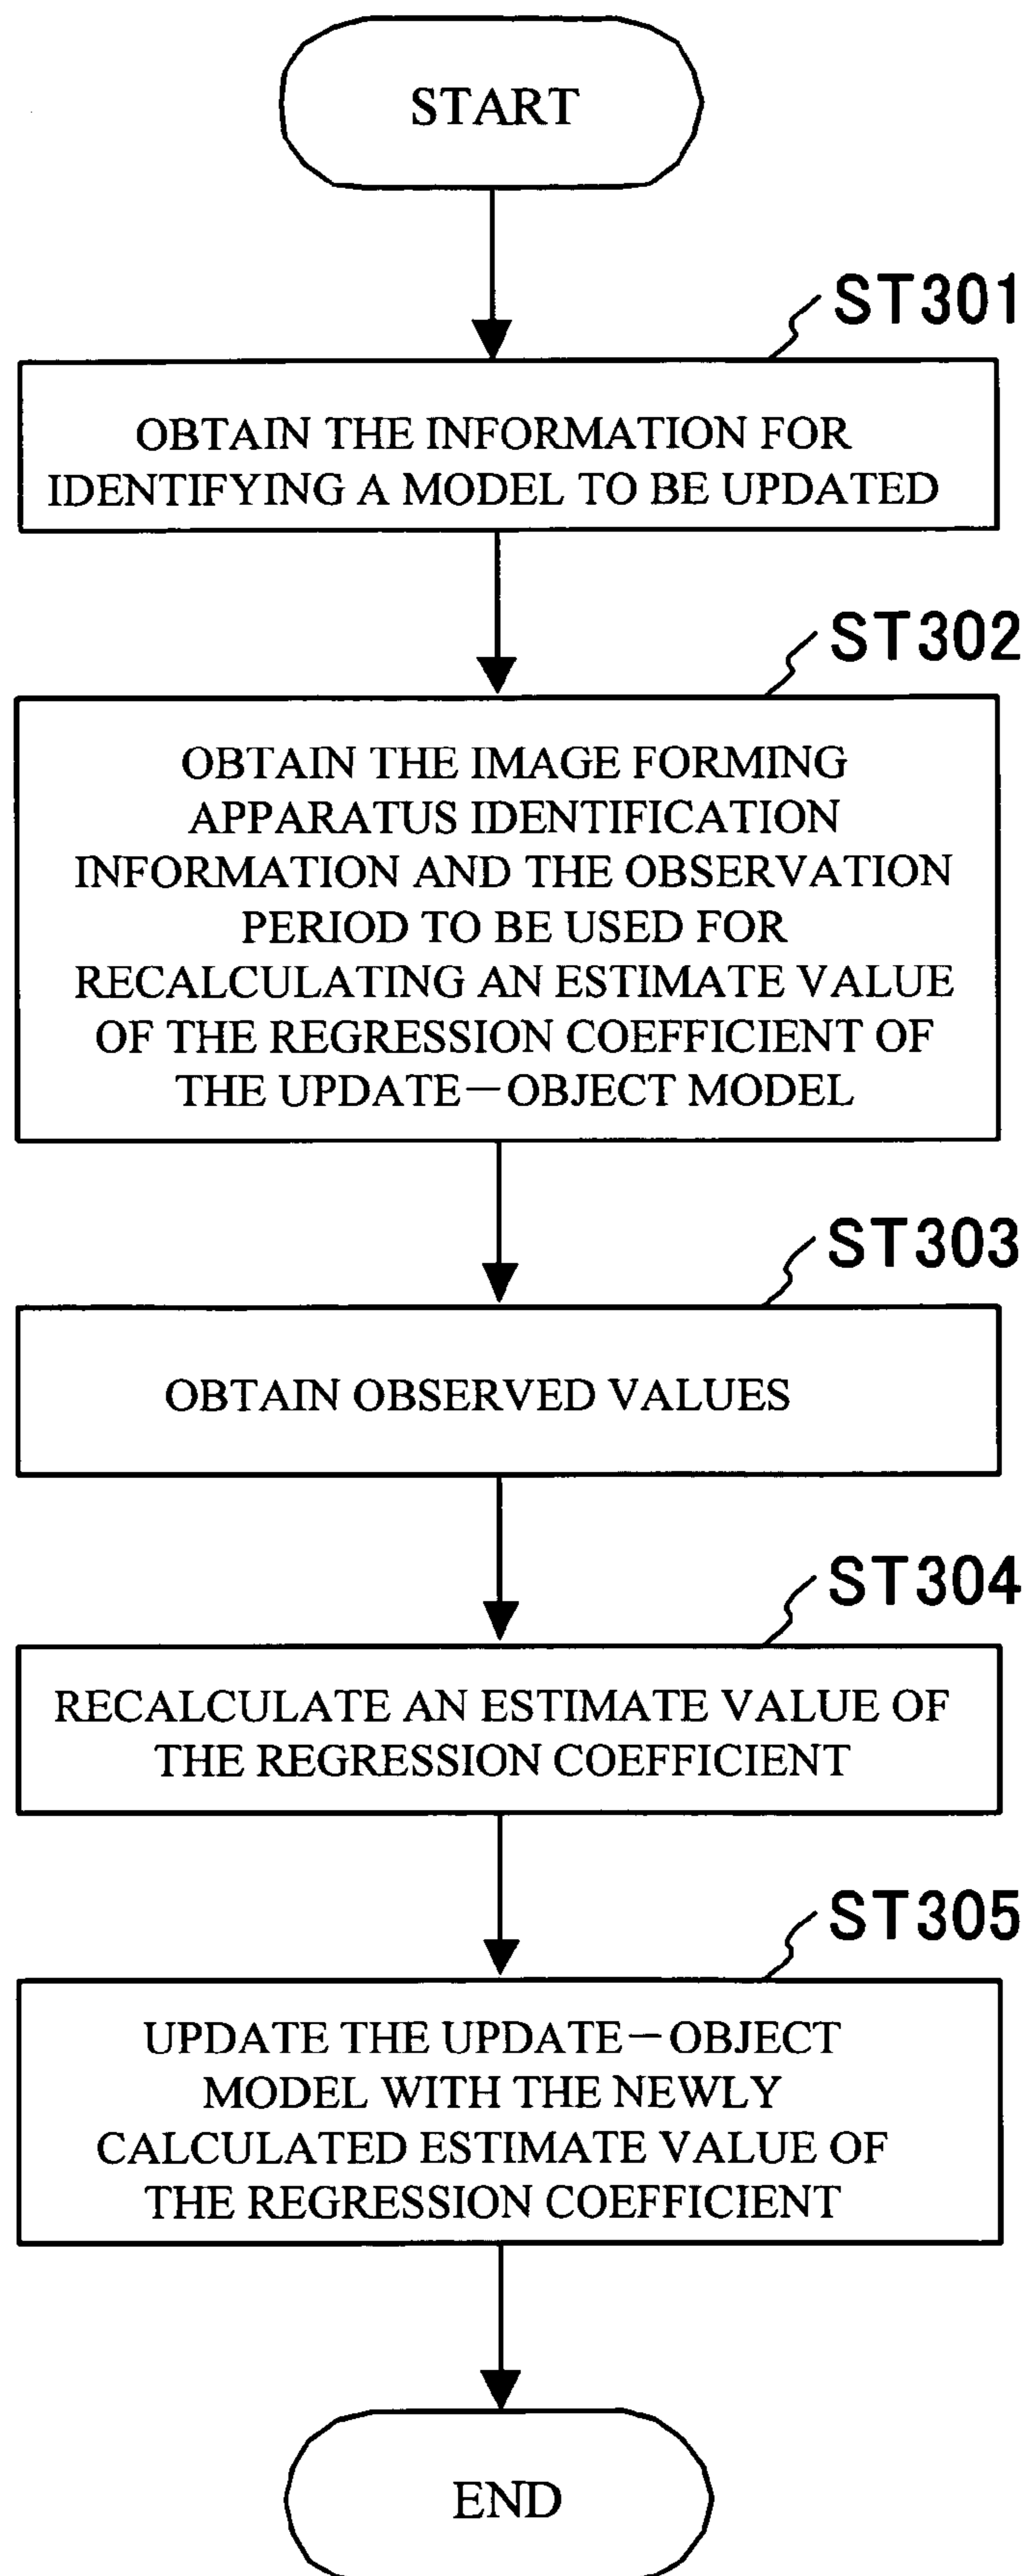 START
ST301
OBTAIN THE INFORMATION FOR
IDENTIFYING A MODEL TO BE UPDATED
ST302
OBTAIN THE IMAGE FORMING
APPARATUS IDENTIFICATION
INFORMATION AND THE OBSERVATION
PERIOD TO BE USED FOR
RECALCULATING AN ESTIMATE VALUE
OF THE REGRESSION COEFFICIENT OF
THE UPDATE-OBJECT MODEL
ST303
OBTAIN OBSERVED VALUES
ST304
RECALCULATE AN ESTIMATE VALUE OF
THE REGRESSION COEFFICIENT
ST305
UPDATE THE UPDATE-OBJECT
MODEL WITH THE NEWLY
CALCULATED ESTIMATE VALUE OF
THE REGRESSION COEFFICIENT
END